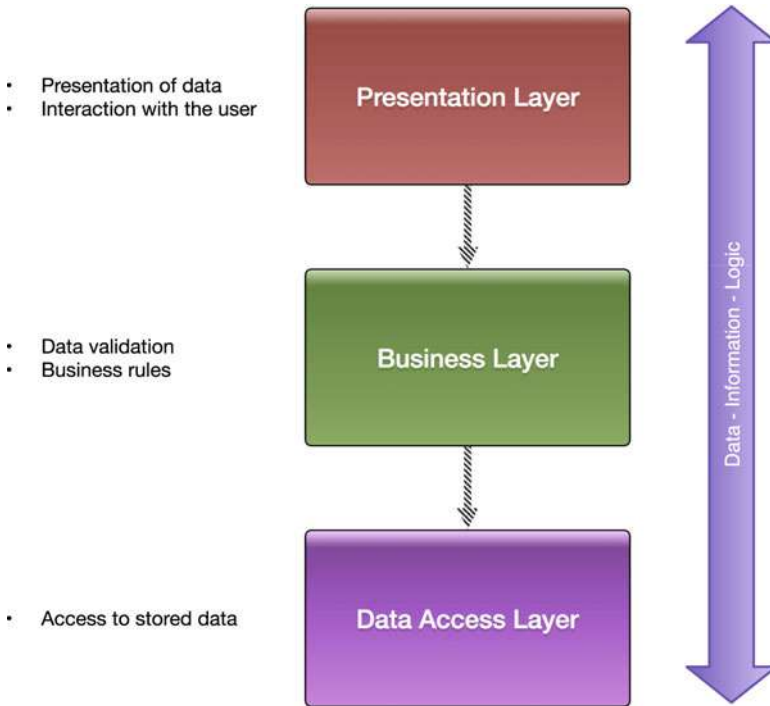 • Presentation of data
• Interaction with the user
Presentation Layer
• Data validation
• Business rules
Business Layer
• Access to stored data
Data Access Layer
Data - Information - Logic